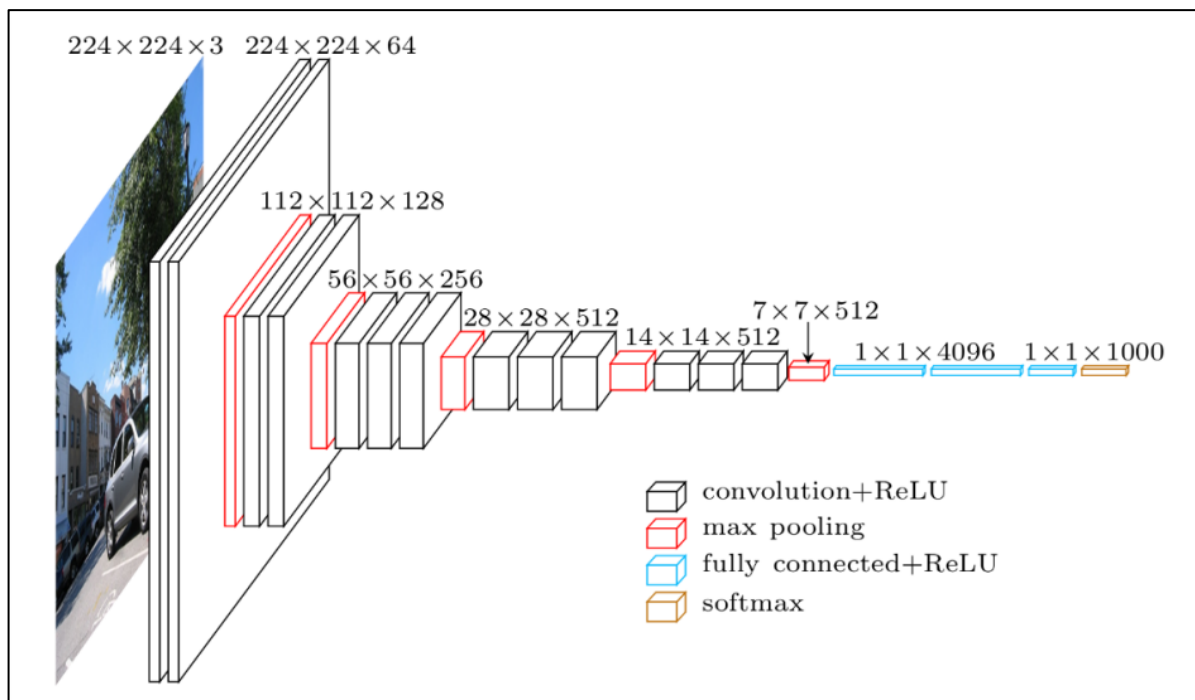 224×224×3
224×224×64
112×112×128
56×56×256
28×28×512
14×14×512
7×7×512
1×1×4096
1×1×1000
convolution+ReLU
max pooling
fully connected+ReLU
softmax